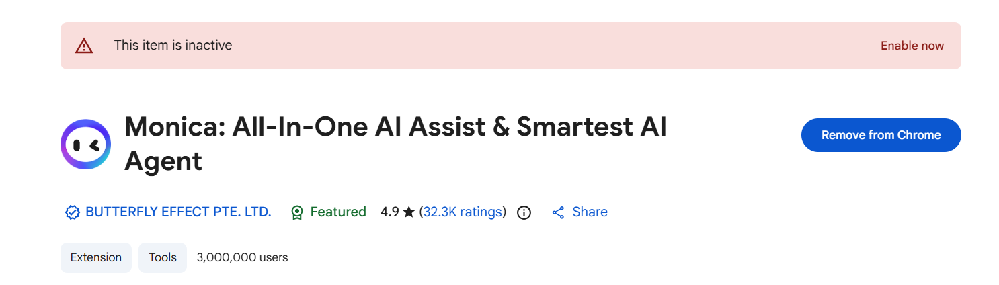 This item is inactive
Enable now
Monica: All-In-One AI Assist & Smartest AI
Agent
Remove from Chrome
BUTTERFLY EFFECT PTE. LTD. Featured 4.9 ★ (32.3K ratings) Share
Extension Tools 3,000,000 users